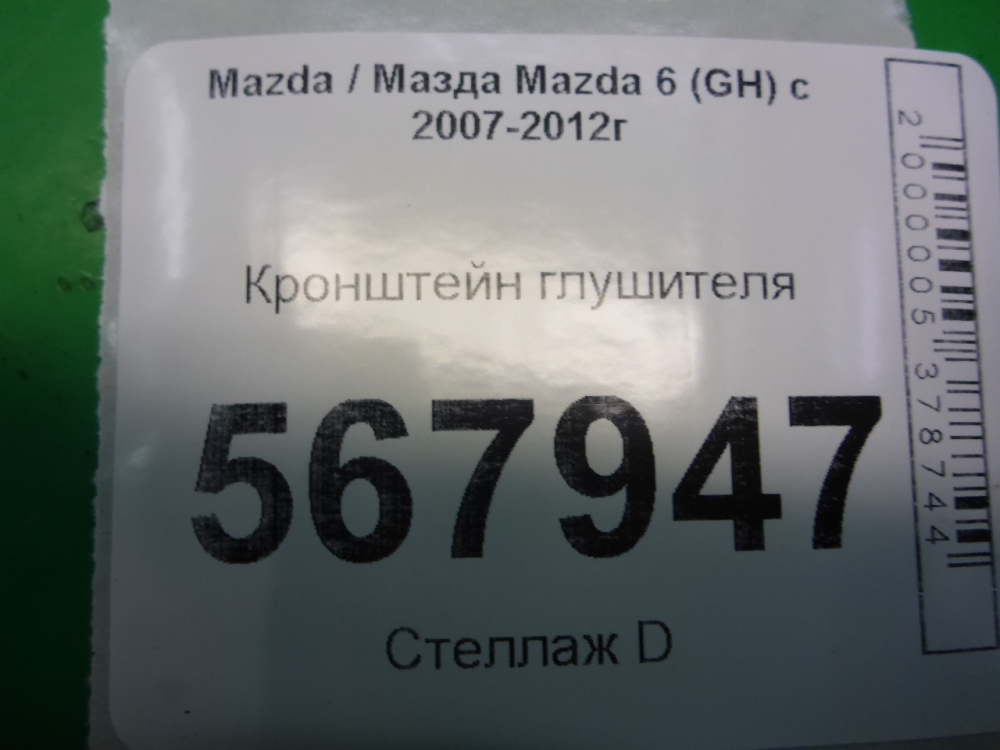 Mazda / Мазда Mazda 6 (GH) с
2007-2012г
Кронштейн глушителя
567947
Стеллаж D
2000005378744